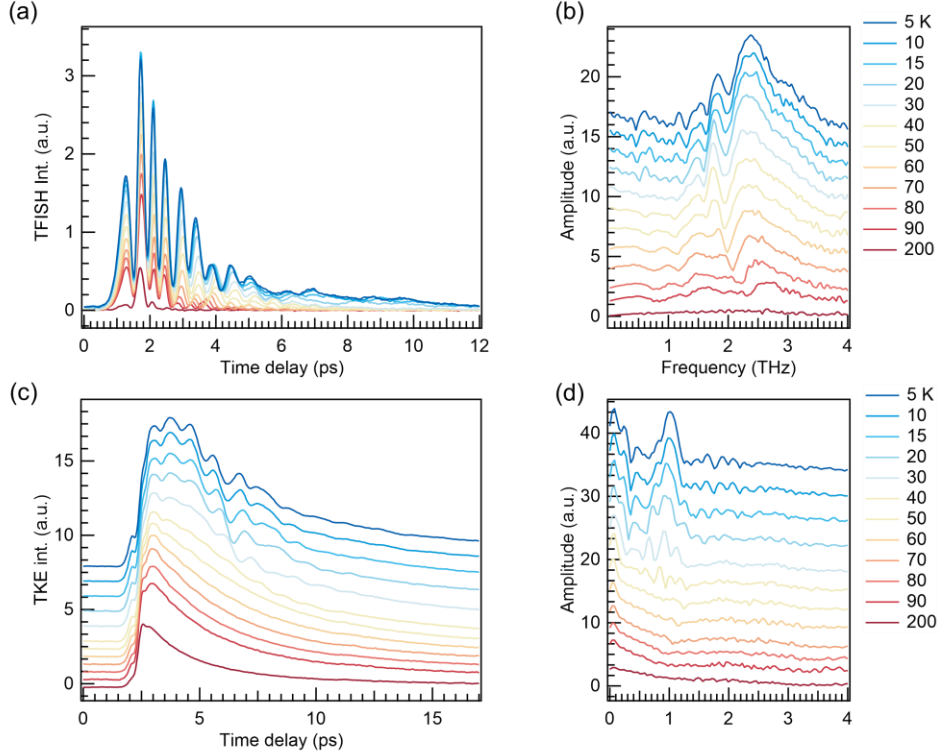 (a)
TFISH Int. (a.u.)
3
2
1
0
0 2 4 6 8 10 12
Time delay (ps)
(b)
Amplitude (a.u.)
20
15
10
5
0
0 1 2 3 4
Frequency (THz)
5 K
10
15
20
30
40
50
60
70
80
90
200
(c)
TKE int. (a.u.)
15
10
5
0
0 5 10 15
Time delay (ps)
(d)
Amplitude (a.u.)
40
30
20
10
0
0 1 2 3 4
5 K
10
15
20
30
40
50
60
70
80
90
200